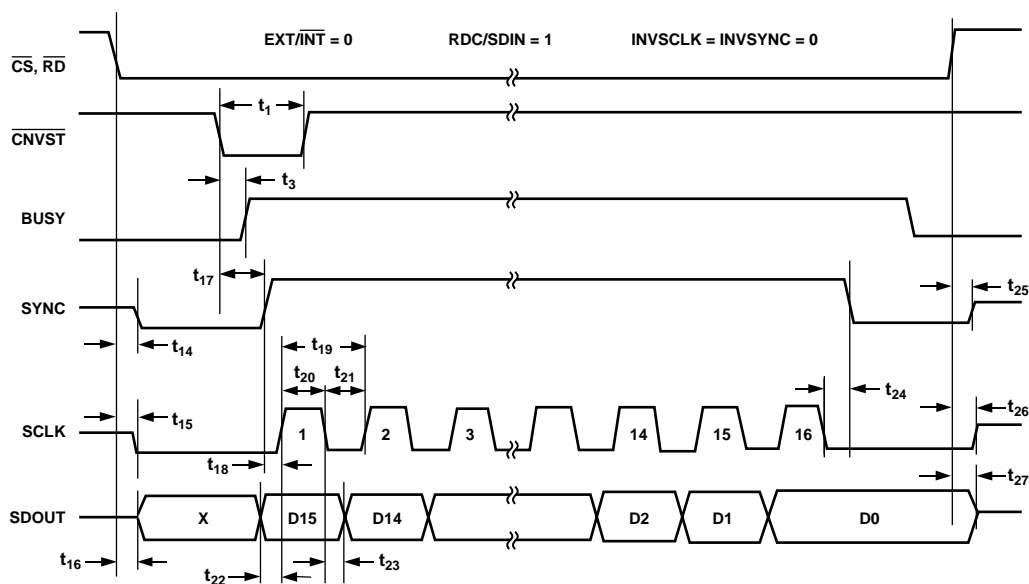 EXT/INT = 0 RDC/SDIN = 1 INVSCLK = INVSYNC = 0
CS, RD
t1
CNVST
t3
BUSY
t17
SYNC
t25
t14
t19
t20 t21
t24
t15
t26
SCLK
1 2 3 14 15 16
t18
t27
SDOUT
X D15 D14 D2 D1 D0
t16
t22
t23